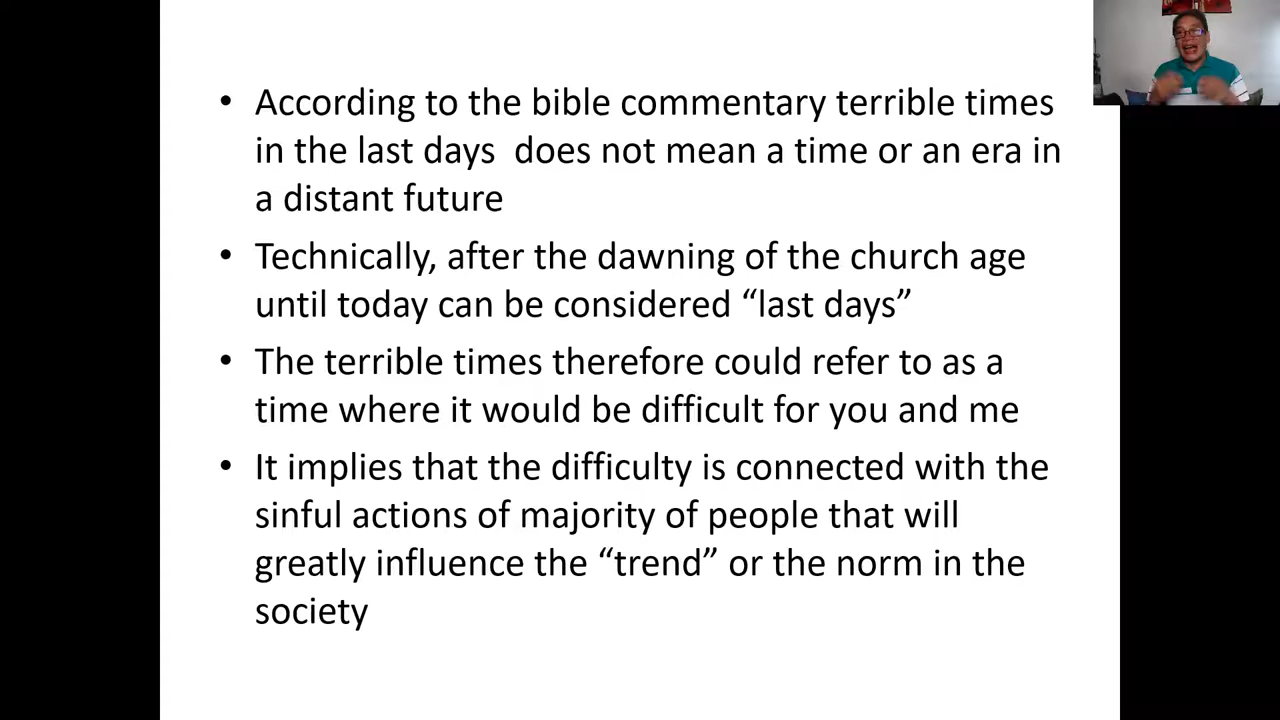 • According to the bible commentary terrible times
in the last days  does not mean a time or an era in
a distant future
• Technically, after the dawning of the church age
until today can be considered “last days”
• The terrible times therefore could refer to as a
time where it would be difficult for you and me
• It implies that the difficulty is connected with the
sinful actions of majority of people that will
greatly influence the “trend” or the norm in the
society